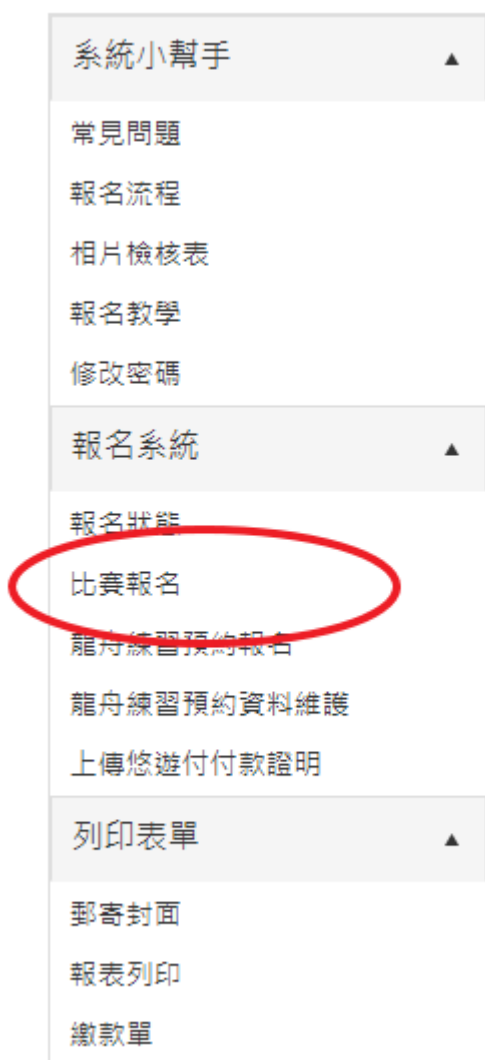 系統小幫手
▲
常見問題
報名流程
相片檢核表
報名教學
修改密碼
報名系統
▲
報名狀態
比賽報名
龍舟練習預約報名
龍舟練習預約資料維護
上傳悠遊付付款證明
列印表單
▲
郵寄封面
報表列印
繳款單